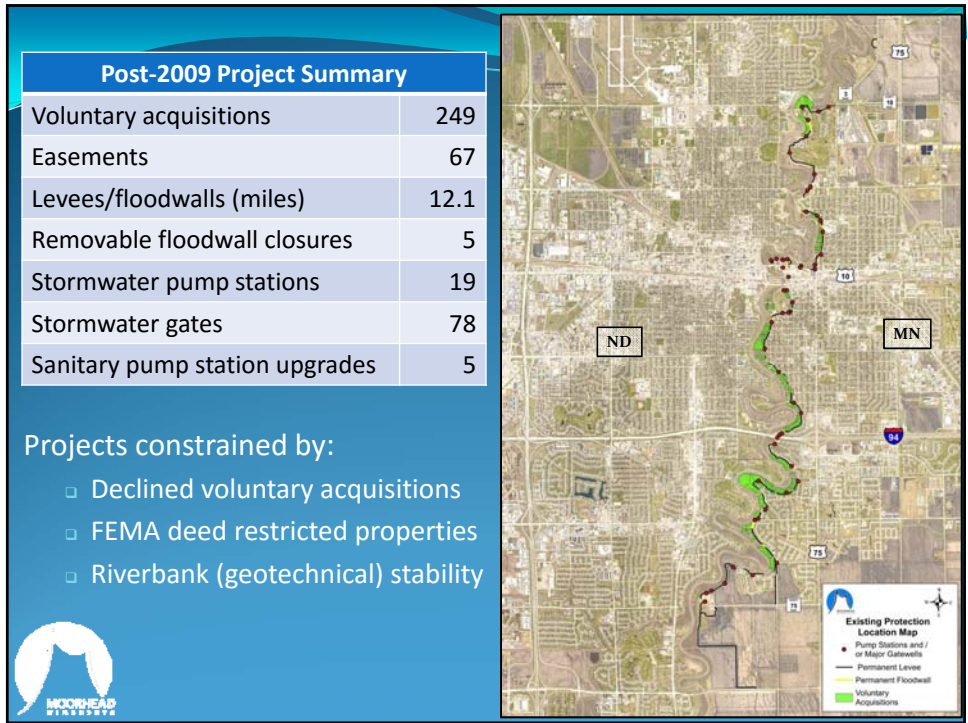 Post-2009 Project Summary
Voluntary acquisitions 249
Easements 67
Levees/floodwalls (miles) 12.1
Removable floodwall closures 5
Stormwater pump stations 19
Stormwater gates 78
Sanitary pump station upgrades 5
Projects constrained by:
Declined voluntary acquisitions
FEMA deed restricted properties
Riverbank (geotechnical) stability
MOORHEAD
MINNESOTA
75
3
18
10
ND
MN
94
75
75
Existing Protection
Location Map
Pump Stations and /
or Major Gatewells
Permanent Levee
Permanent Floodwall
Voluntary
Acquisitions